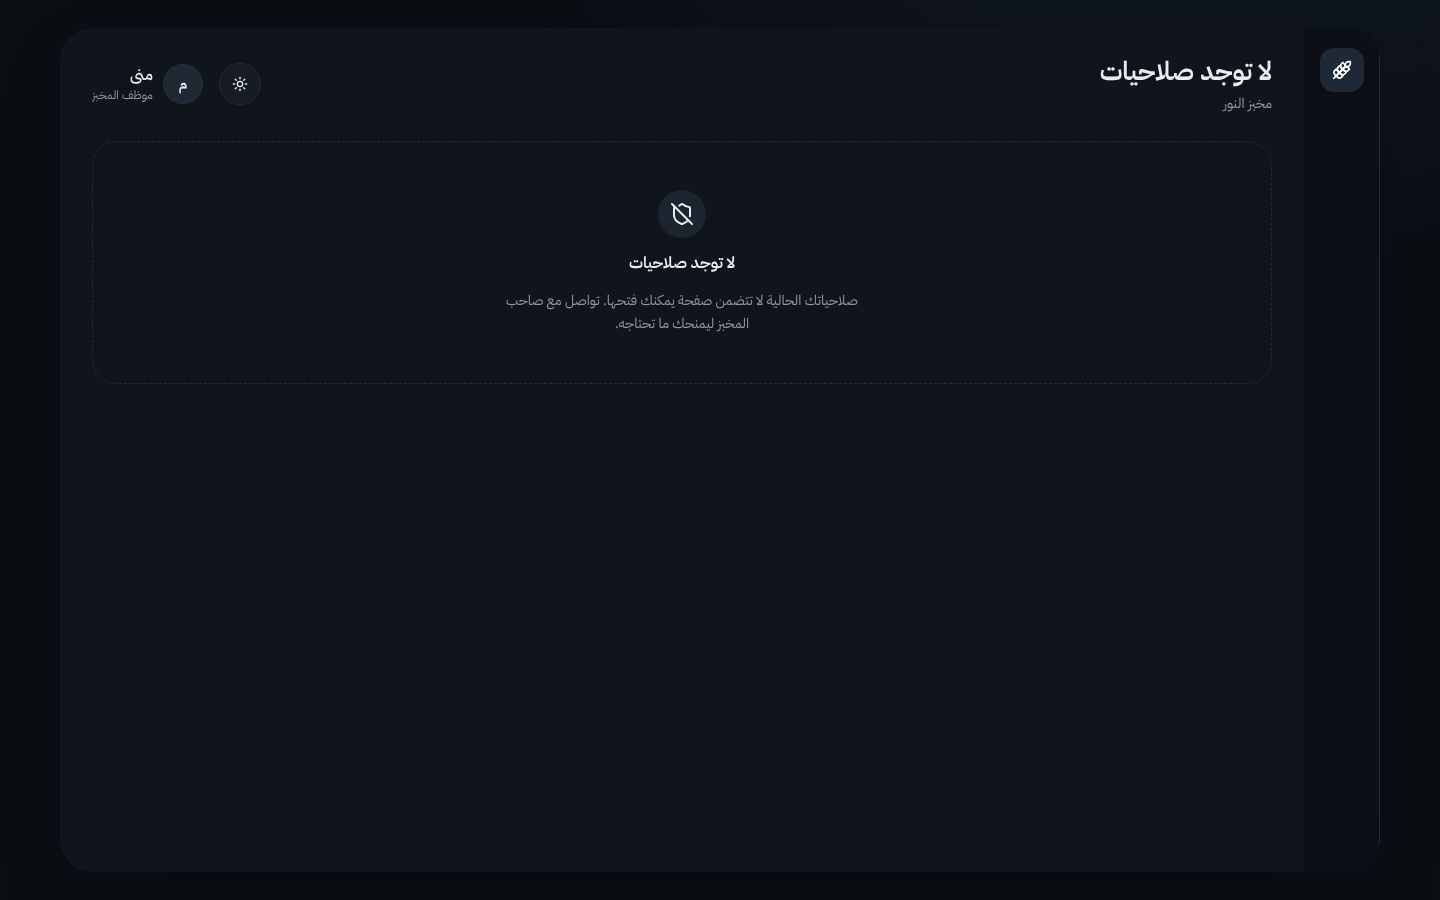 لا توجد صلاحيات
مخبز النور
م
منى
موظف المخبز
لا توجد صلاحيات
صلاحياتك الحالية لا تتضمن صفحة يمكنك فتحها. تواصل مع صاحب
المخبز ليمنحك ما تحتاجه.